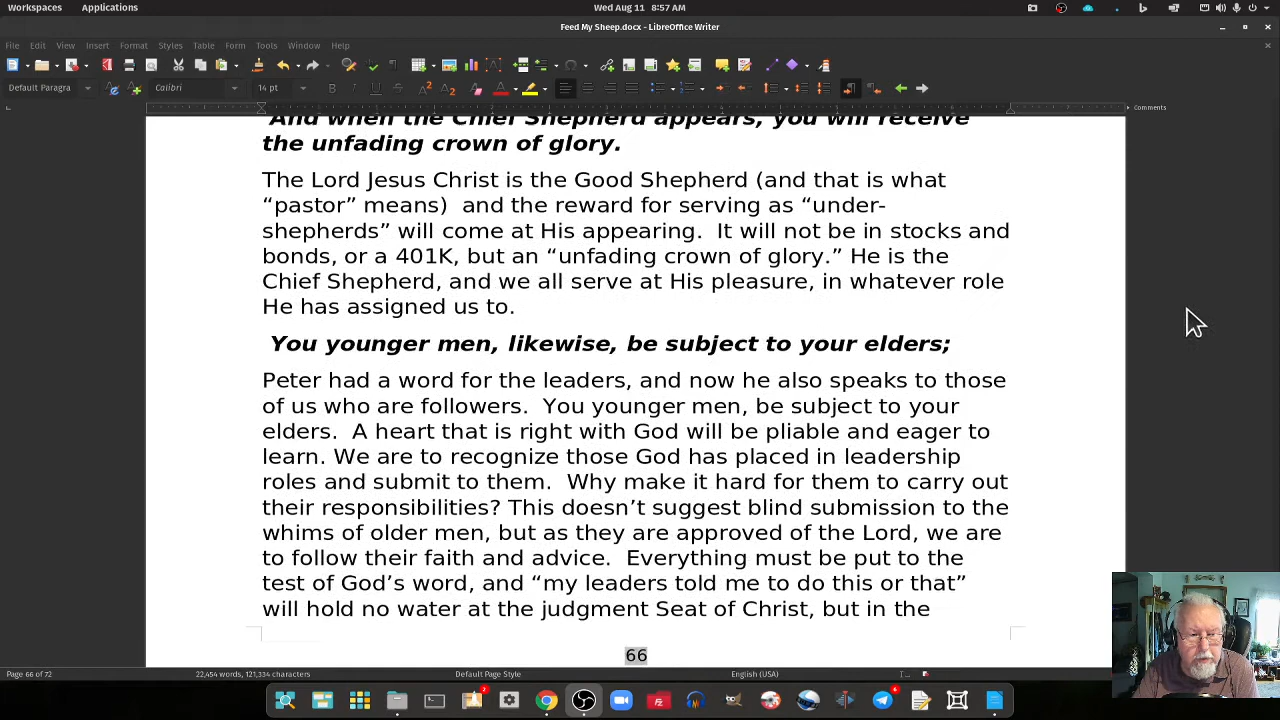 Workspaces Applications Wed Aug 11 8:57 AM
Feed My Sheep.docx - LibreOffice Writer
File Edit View Insert Format Styles Table Form Tools Window Help
Default Paragra Calibri 14 pt
Comments
And when the Chief Shepherd appears, you will receive
the unfading crown of glory.
The Lord Jesus Christ is the Good Shepherd (and that is what
“pastor” means)  and the reward for serving as “under-
shepherds” will come at His appearing.  It will not be in stocks and
bonds, or a 401K, but an “unfading crown of glory.” He is the
Chief Shepherd, and we all serve at His pleasure, in whatever role
He has assigned us to.
You younger men, likewise, be subject to your elders;
Peter had a word for the leaders, and now he also speaks to those
of us who are followers.  You younger men, be subject to your
elders.  A heart that is right with God will be pliable and eager to
learn. We are to recognize those God has placed in leadership
roles and submit to them.  Why make it hard for them to carry out
their responsibilities? This doesn’t suggest blind submission to the
whims of older men, but as they are approved of the Lord, we are
to follow their faith and advice.  Everything must be put to the
test of God’s word, and “my leaders told me to do this or that”
will hold no water at the judgment Seat of Christ, but in the
66
Page 66 of 72 22,454 words, 121,334 characters Default Page Style English (USA)